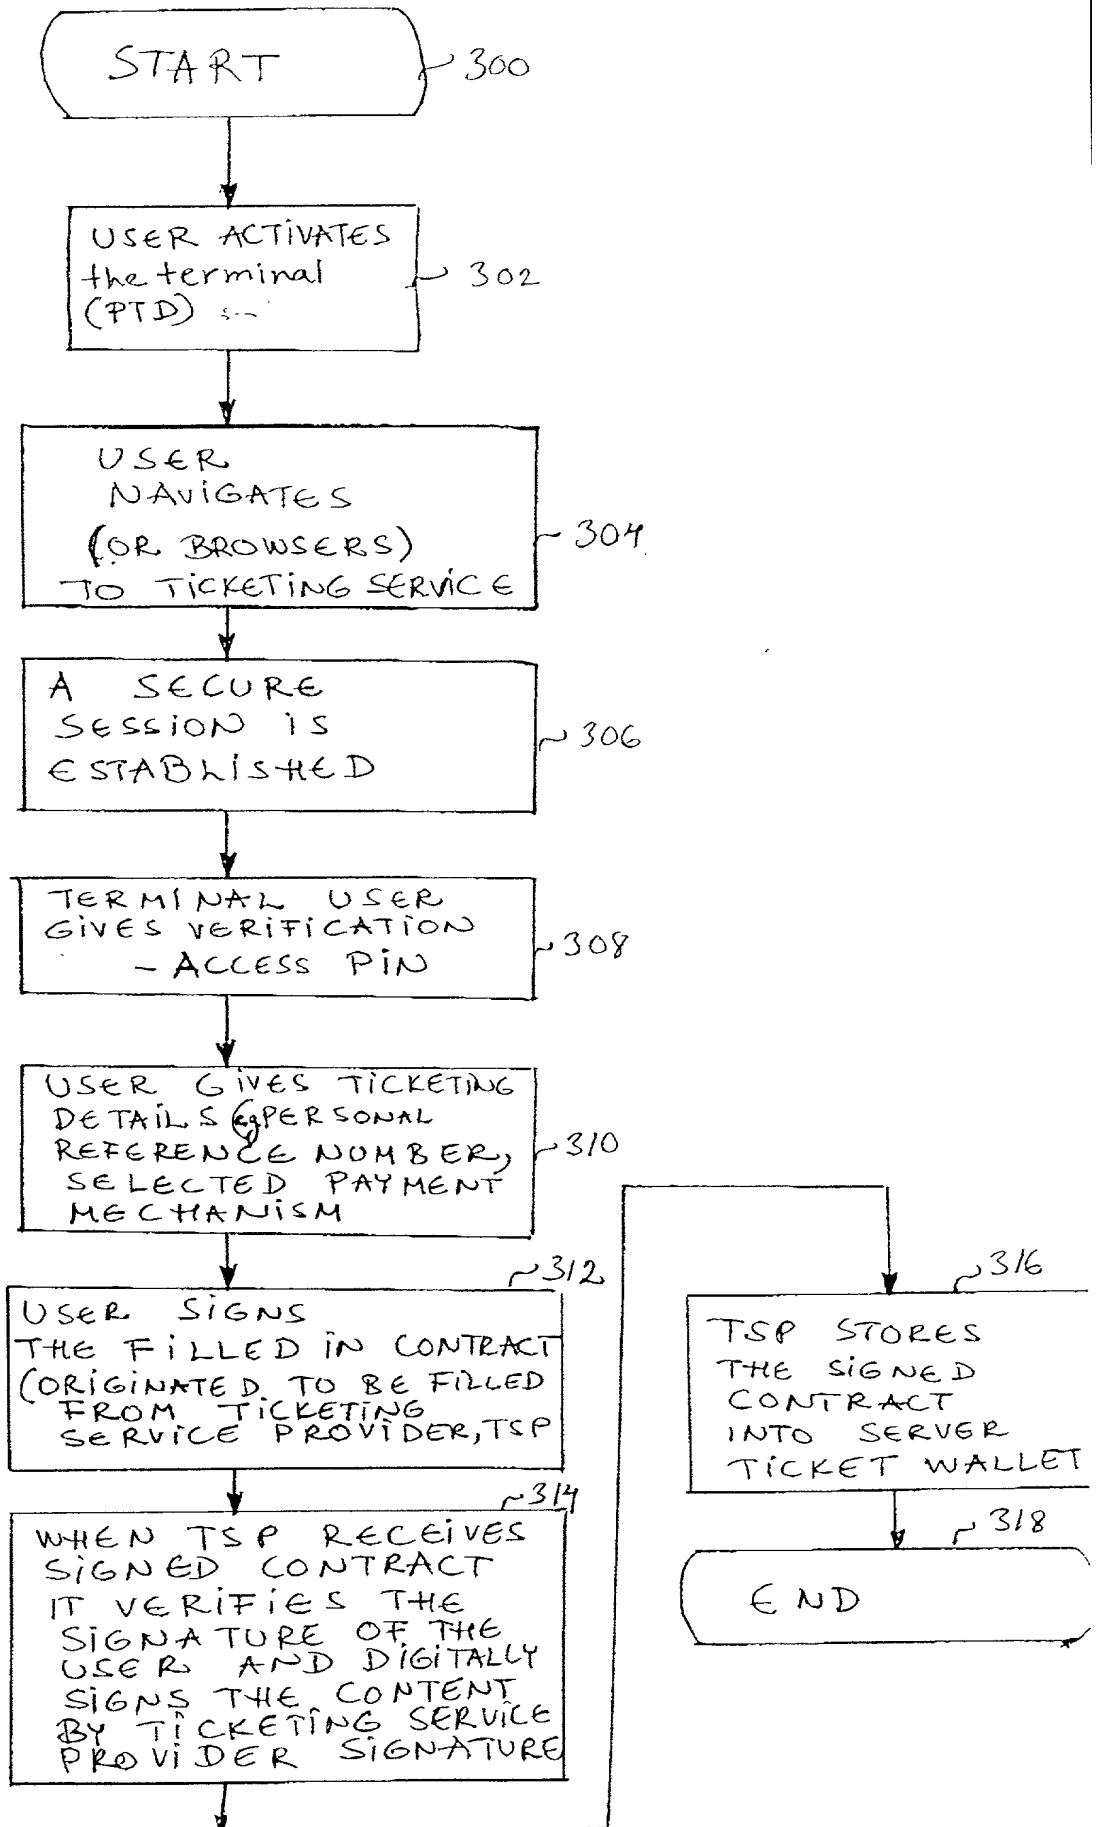 START
300
USER ACTIVATES
the terminal
(PTD)
302
USER
NAVIGATES
(OR BROWSERS)
TO TICKETING SERVICE
304
A SECURE
SESSION IS
ESTABLISHED
306
TERMINAL USER
GIVES VERIFICATION
- ACCESS PIN
308
USER GIVES TICKETING
DETAILS (eg PERSONAL
REFERENCE NUMBER,
SELECTED PAYMENT
MECHANISM
310
312
USER SIGNS
THE FILLED IN CONTRACT
(ORIGINATED TO BE FILLED
FROM TICKETING
SERVICE PROVIDER, TSP
314
WHEN TSP RECEIVES
SIGNED CONTRACT
IT VERIFIES THE
SIGNATURE OF THE
USER AND DIGITALLY
SIGNS THE CONTENT
BY TICKETING SERVICE
PROVIDER SIGNATURE
316
TSP STORES
THE SIGNED
CONTRACT
INTO SERVER
TICKET WALLET
318
END